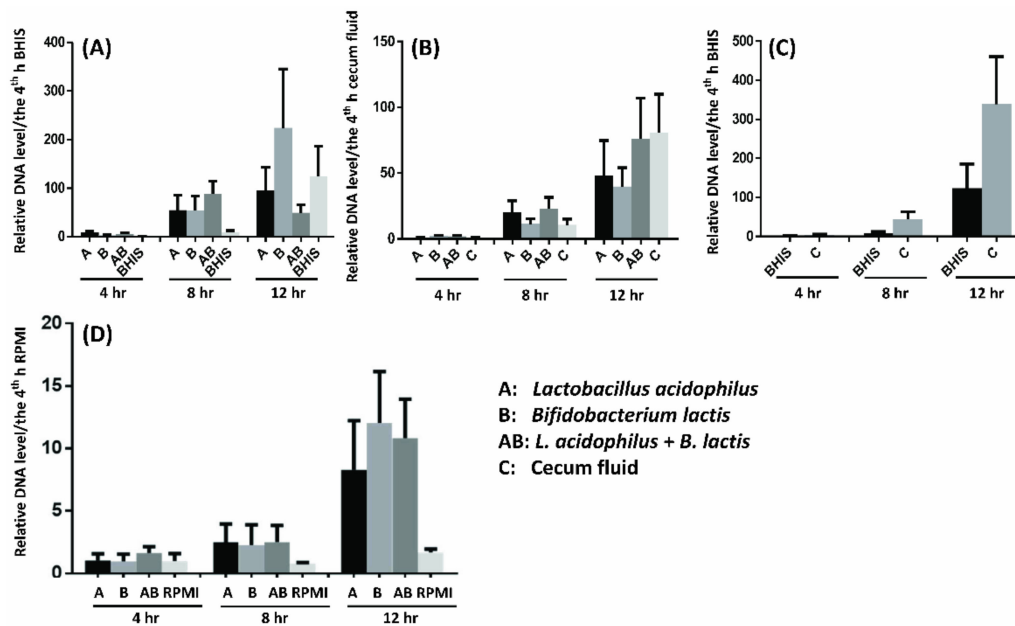 (A)
Relative DNA level/the 4th h BHIS
400
300
200
100
0
A B AB BHIS A B AB BHIS A B AB BHIS
4 hr 8 hr 12 hr
(B)
Relative DNA level/the 4th h cecum fluid
150
100
50
0
A B AB C A B AB C A B AB C
4 hr 8 hr 12 hr
(C)
Relative DNA level/the 4th h BHIS
500
400
300
200
100
0
BHIS C BHIS C BHIS C
4 hr 8 hr 12 hr
(D)
Relative DNA level/the 4th h RPMI
20
15
10
5
0
A B AB RPMI A B AB RPMI A B AB RPMI
4 hr 8 hr 12 hr
A: Lactobacillus acidophilus
B: Bifidobacterium lactis
AB: L. acidophilus + B. lactis
C: Cecum fluid